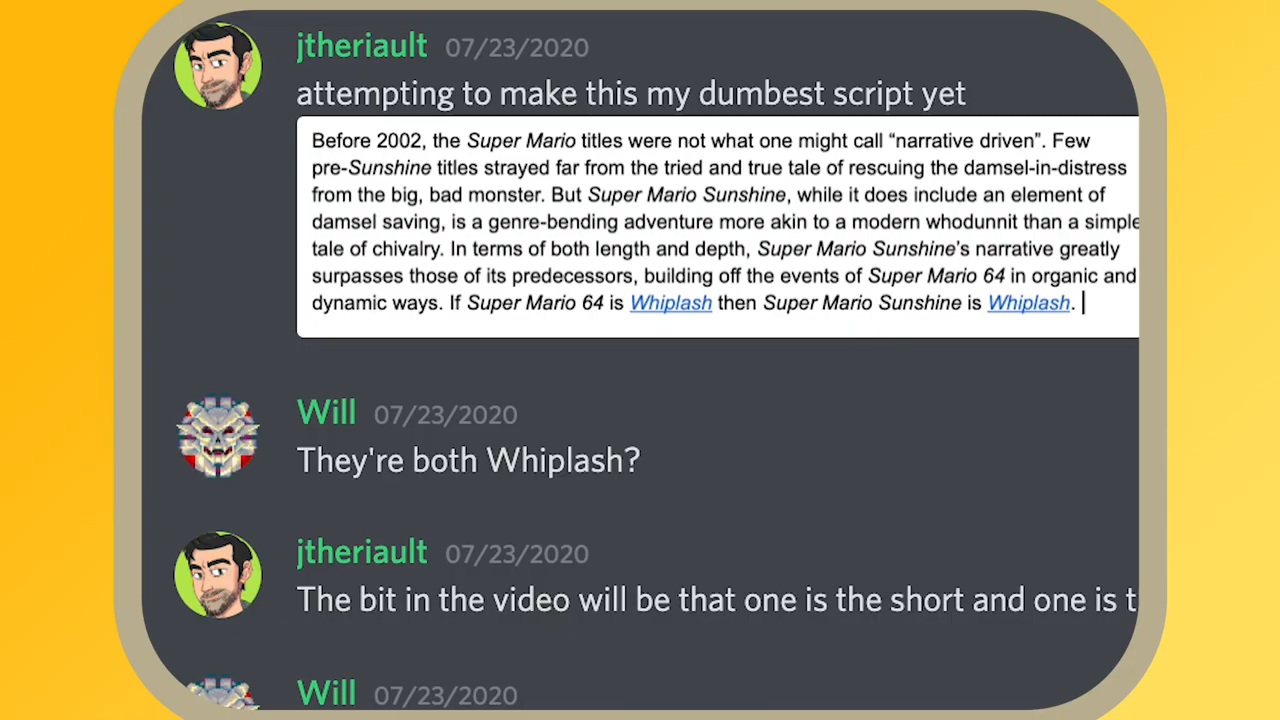 jtheriault 07/23/2020
attempting to make this my dumbest script yet
Before 2002, the Super Mario titles were not what one might call “narrative driven”. Few
pre-Sunshine titles strayed far from the tried and true tale of rescuing the damsel-in-distress
from the big, bad monster. But Super Mario Sunshine, while it does include an element of
damsel saving, is a genre-bending adventure more akin to a modern whodunnit than a simple
tale of chivalry. In terms of both length and depth, Super Mario Sunshine’s narrative greatly
surpasses those of its predecessors, building off the events of Super Mario 64 in organic and
dynamic ways. If Super Mario 64 is Whiplash then Super Mario Sunshine is Whiplash.
Will 07/23/2020
They're both Whiplash?
jtheriault 07/23/2020
The bit in the video will be that one is the short and one is
Will 07/23/2020